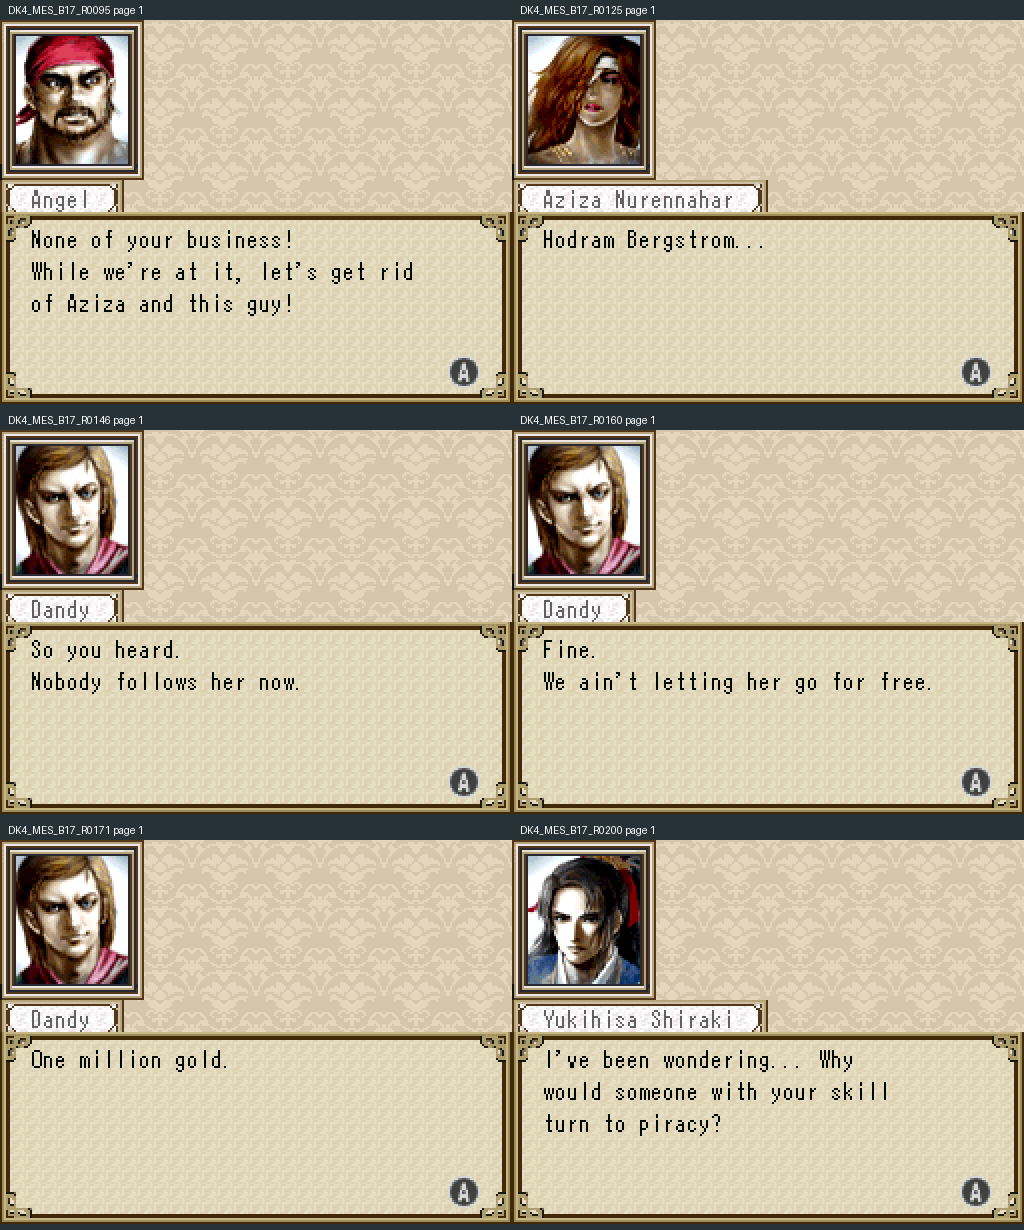 DK4_MES_B17_R0095 page 1
Angel
None of your business!
While we're at it, let's get rid
of Aziza and this guy!
A
DK4_MES_B17_R0125 page 1
Aziza Nurennahar
Hodram Bergstrom...
A
DK4_MES_B17_R0146 page 1
Dandy
So you heard.
Nobody follows her now.
A
DK4_MES_B17_R0160 page 1
Dandy
Fine.
We ain't letting her go for free.
A
DK4_MES_B17_R0171 page 1
Dandy
One million gold.
A
DK4_MES_B17_R0200 page 1
Yukihisa Shiraki
I've been wondering... Why
would someone with your skill
turn to piracy?
A